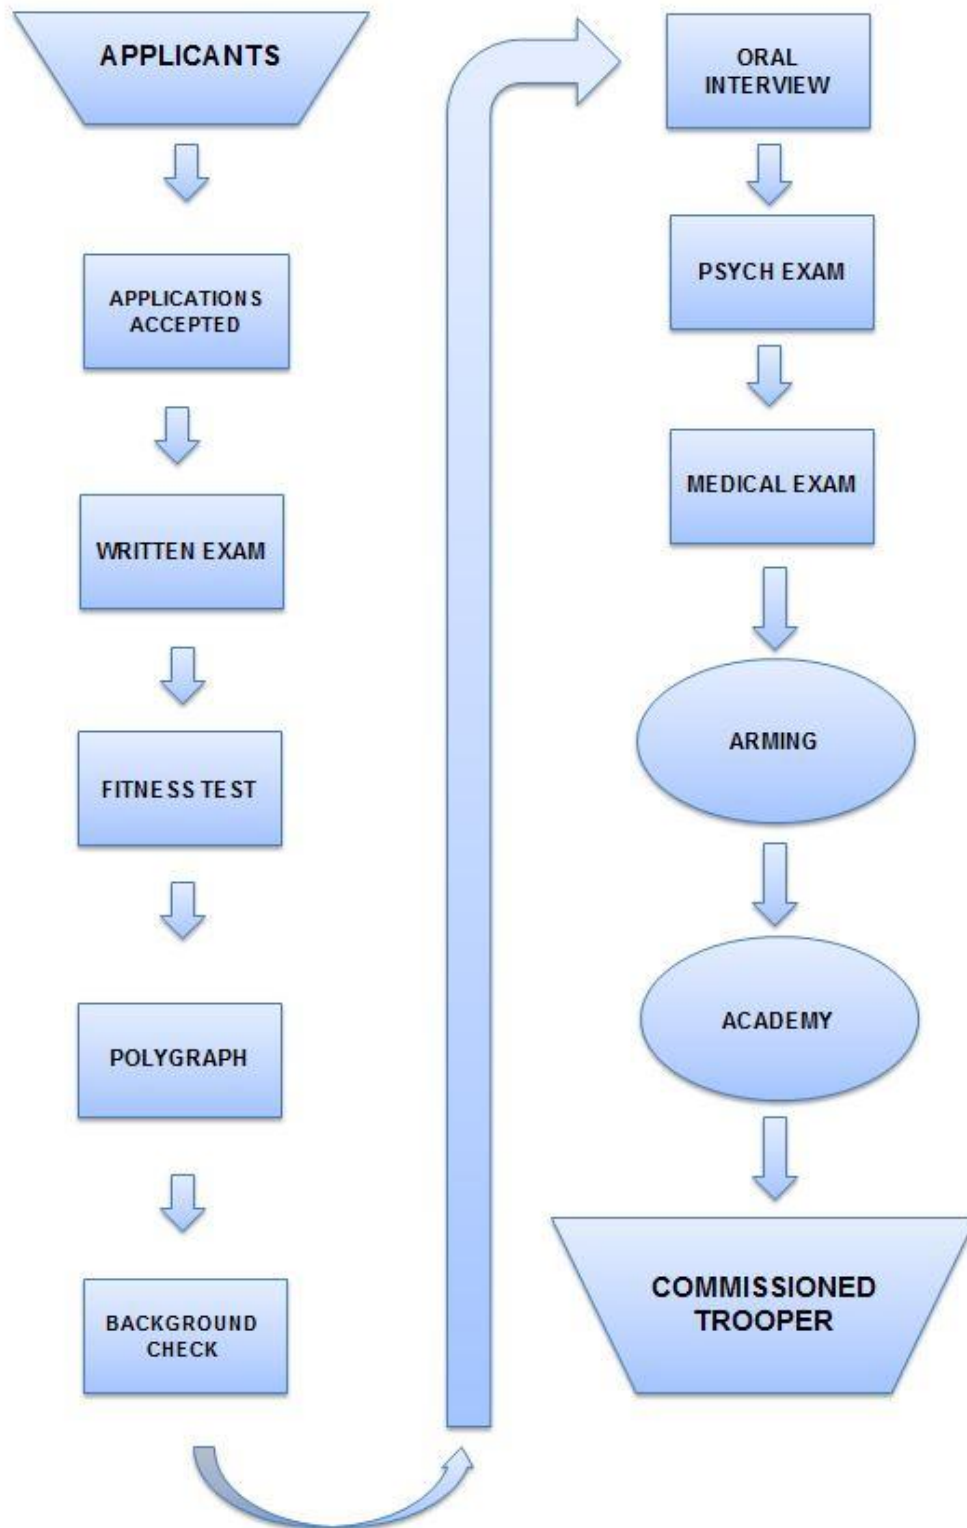 APPLICANTS
APPLICATIONS
ACCEPTED
WRITTEN EXAM
FITNESS TEST
POLYGRAPH
BACKGROUND
CHECK
ORAL
INTERVIEW
PSYCH EXAM
MEDICAL EXAM
ARMING
ACADEMY
COMMISSIONED
TROOPER